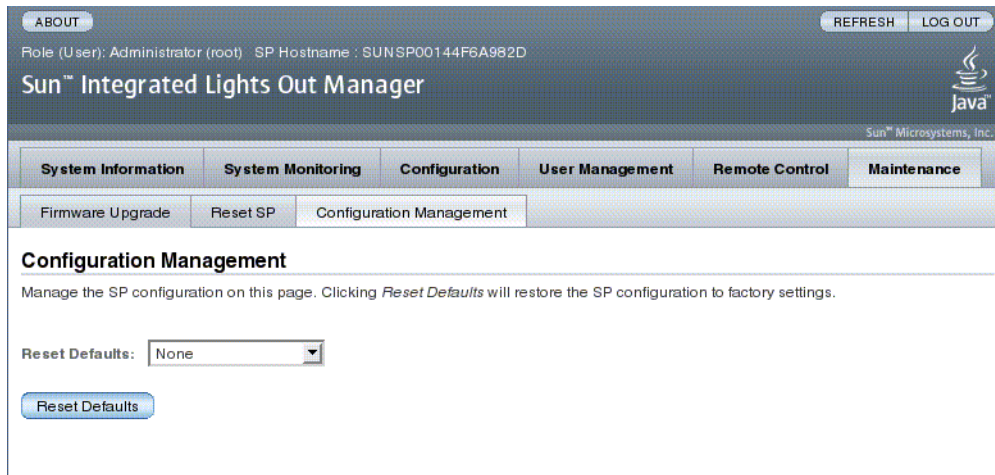 ABOUT
REFRESH LOG OUT
Role (User): Administrator (root) SP Hostname : SUNSP00144F6A982D
Sun™ Integrated Lights Out Manager
Java™
Sun™ Microsystems, Inc.
System Information System Monitoring Configuration User Management Remote Control Maintenance
Firmware Upgrade Reset SP Configuration Management
Configuration Management
Manage the SP configuration on this page. Clicking Reset Defaults will restore the SP configuration to factory settings.
Reset Defaults: None
Reset Defaults